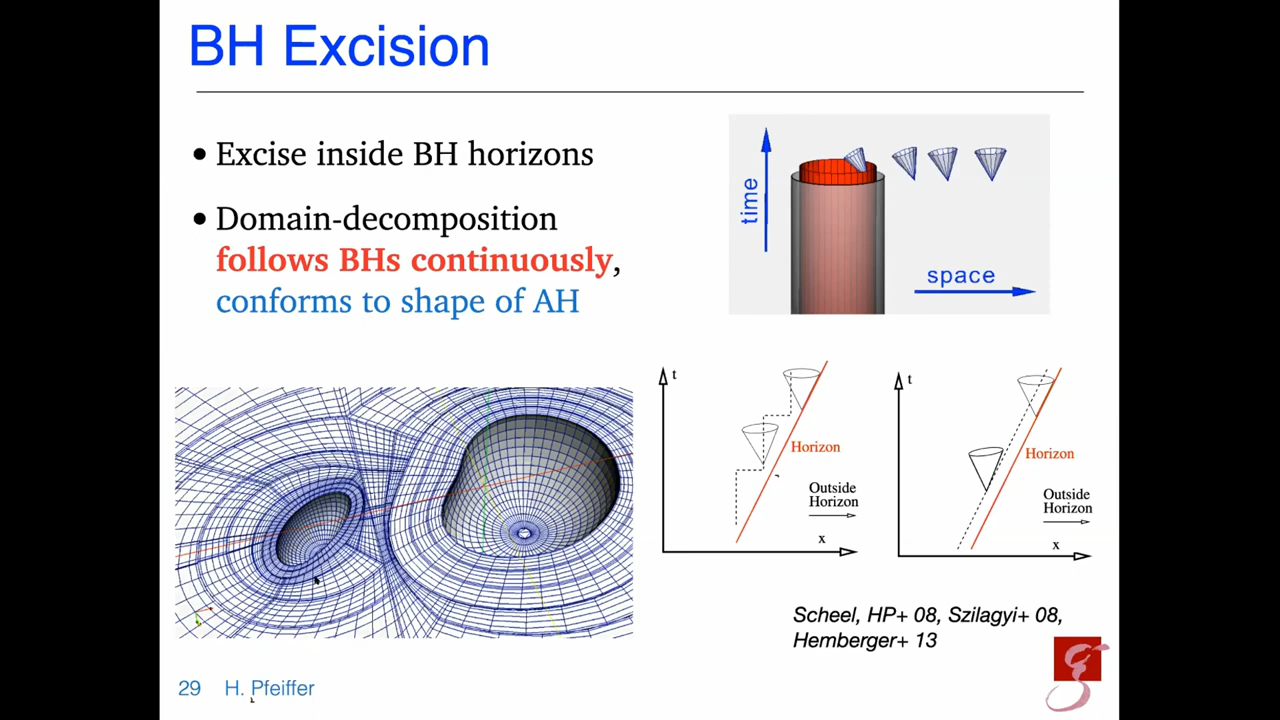 BH Excision
• Excise inside BH horizons
• Domain-decomposition
follows BHs continuously,
conforms to shape of AH
time
space
t
Horizon
Outside
Horizon
x
t
Horizon
Outside
Horizon
x
Scheel, HP+ 08, Szilagyi+ 08,
Hemberger+ 13
29 H. Pfeiffer